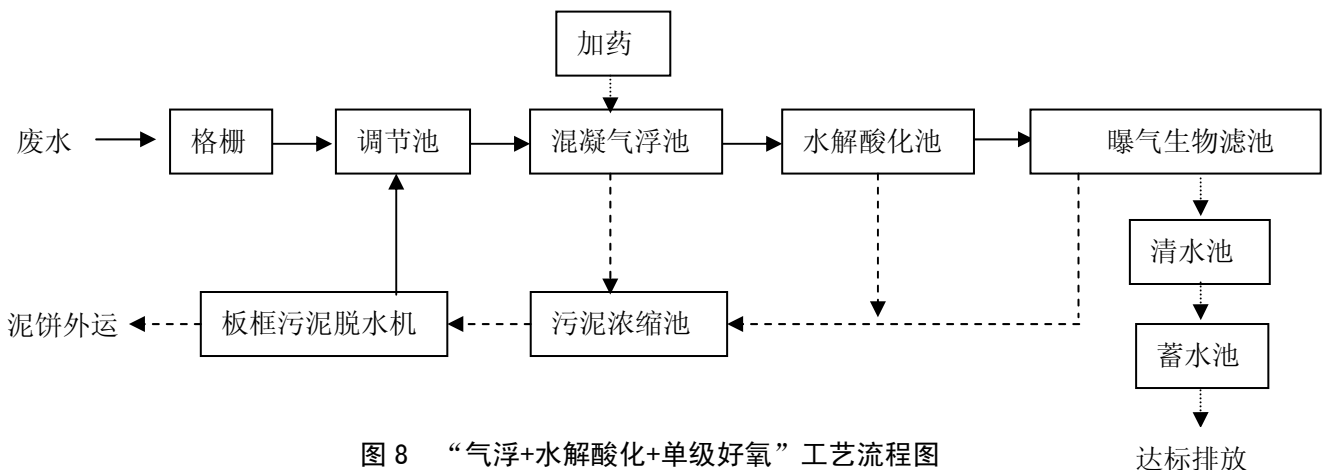 加药
废水
格栅
调节池
混凝气浮池
水解酸化池
曝气生物滤池
清水池
泥饼外运
板框污泥脱水机
污泥浓缩池
蓄水池
图 8 “气浮+水解酸化+单级好氧”工艺流程图
达标排放